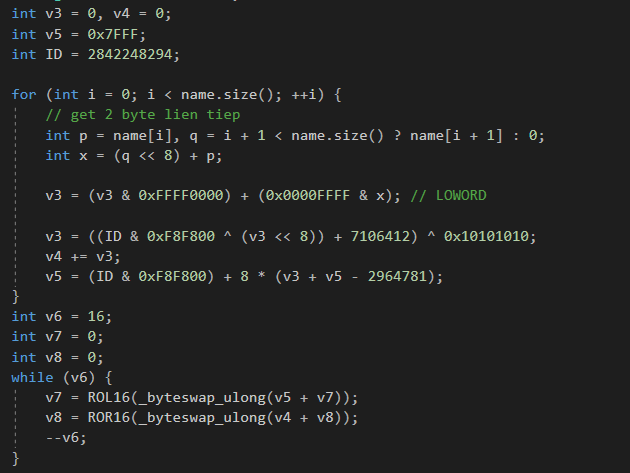 int v3 = 0, v4 = 0;
int v5 = 0x7FFF;
int ID = 2842248294;
for (int i = 0; i < name.size(); ++i) {
// get 2 byte lien tiep
int p = name[i], q = i + 1 < name.size() ? name[i + 1] : 0;
int x = (q << 8) + p;
v3 = (v3 & 0xFFFF0000) + (0x0000FFFF & x); // LOWORD
v3 = ((ID & 0xF8F800 ^ (v3 << 8)) + 7106412) ^ 0x10101010;
v4 += v3;
v5 = (ID & 0xF8F800) + 8 * (v3 + v5 - 2964781);
}
int v6 = 16;
int v7 = 0;
int v8 = 0;
while (v6) {
v7 = ROL16(_byteswap_ulong(v5 + v7));
v8 = ROR16(_byteswap_ulong(v4 + v8));
--v6;
}